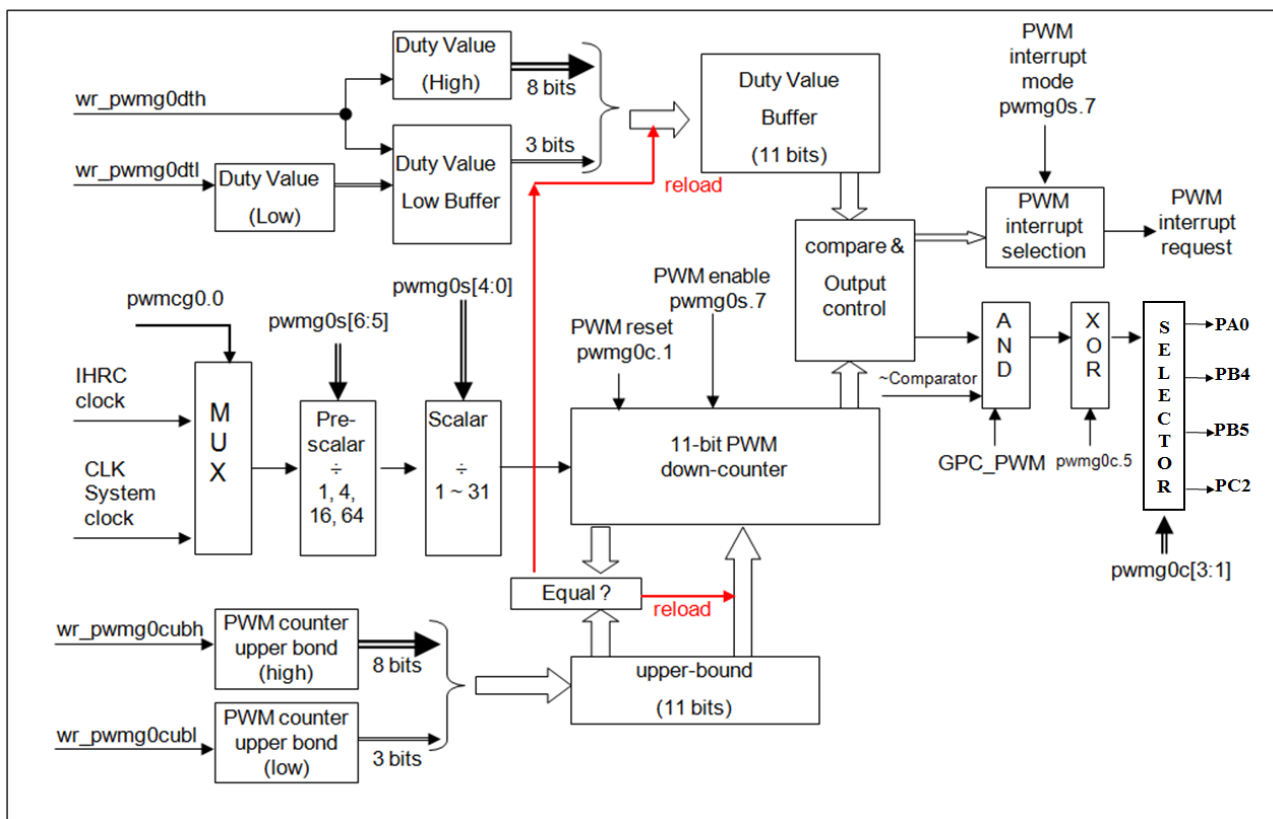 wr_pwmg0dth
wr_pwmg0dtl
Duty Value
(High)
8 bits
Duty Value
(Low)
Duty Value
Low Buffer
3 bits
reload
Duty Value
Buffer
(11 bits)
PWM
interrupt
mode
pwmg0s.7
PWM
interrupt
selection
PWM
interrupt
request
compare &
Output
control
pwmcg0.0
pwmg0s[6:5]
pwmg0s[4:0]
PWM reset
pwmg0c.1
PWM enable
pwmg0s.7
IHRC
clock
CLK
System
clock
M
U
X
Pre-
scalar
÷
1, 4,
16, 64
Scalar
÷
1 ~ 31
11-bit PWM
down-counter
~Comparator
A
N
D
GPC_PWM
X
O
R
pwmg0c.5
S
E
L
E
C
T
O
R
PA0
PB4
PB5
PC2
pwmg0c[3:1]
Equal ?
reload
wr_pwmg0cubh
PWM counter
upper bond
(high)
8 bits
wr_pwmg0cubl
PWM counter
upper bond
(low)
3 bits
upper-bound
(11 bits)